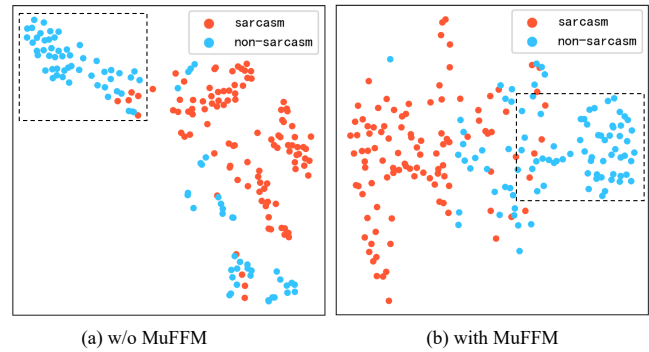 sarcasm
non-sarcasm
sarcasm
non-sarcasm
(a) w/o MuFFM
(b) with MuFFM